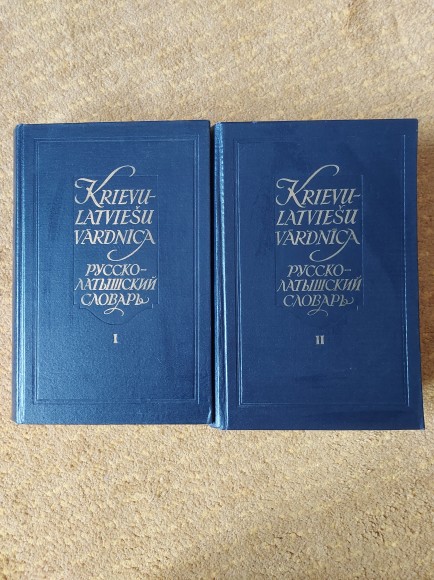 KRIEVU-
LATVIEŠU
VĀRDNĪCA
РУССКО-
ЛАТЫШСКИЙ
СЛОВАРЬ
I
KRIEVU-
LATVIEŠU
VĀRDNĪCA
РУССКО-
ЛАТЫШСКИЙ
СЛОВАРЬ
II